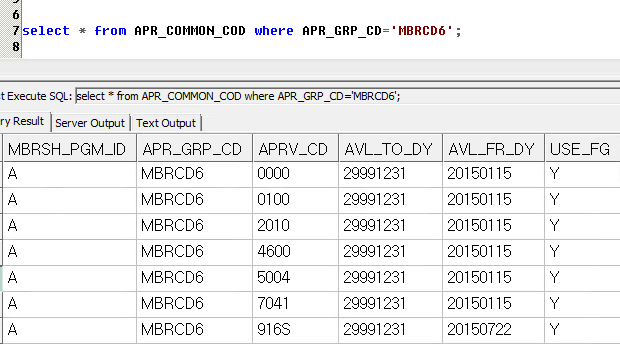 7 select * from APR_COMMON_COD where APR_GRP_CD='MBRCD6';
8
st Execute SQL: select * from APR_COMMON_COD where APR_GRP_CD='MBRCD6';
ry Result Server Output Text Output
MBRSH_PGM_ID APR_GRP_CD APRV_CD AVL_TO_DY AVL_FR_DY USE_FG
A MBRCD6 0000 29991231 20150115 Y
A MBRCD6 0100 29991231 20150115 Y
A MBRCD6 2010 29991231 20150115 Y
A MBRCD6 4600 29991231 20150115 Y
A MBRCD6 5004 29991231 20150115 Y
A MBRCD6 7041 29991231 20150115 Y
A MBRCD6 916S 29991231 20150722 Y